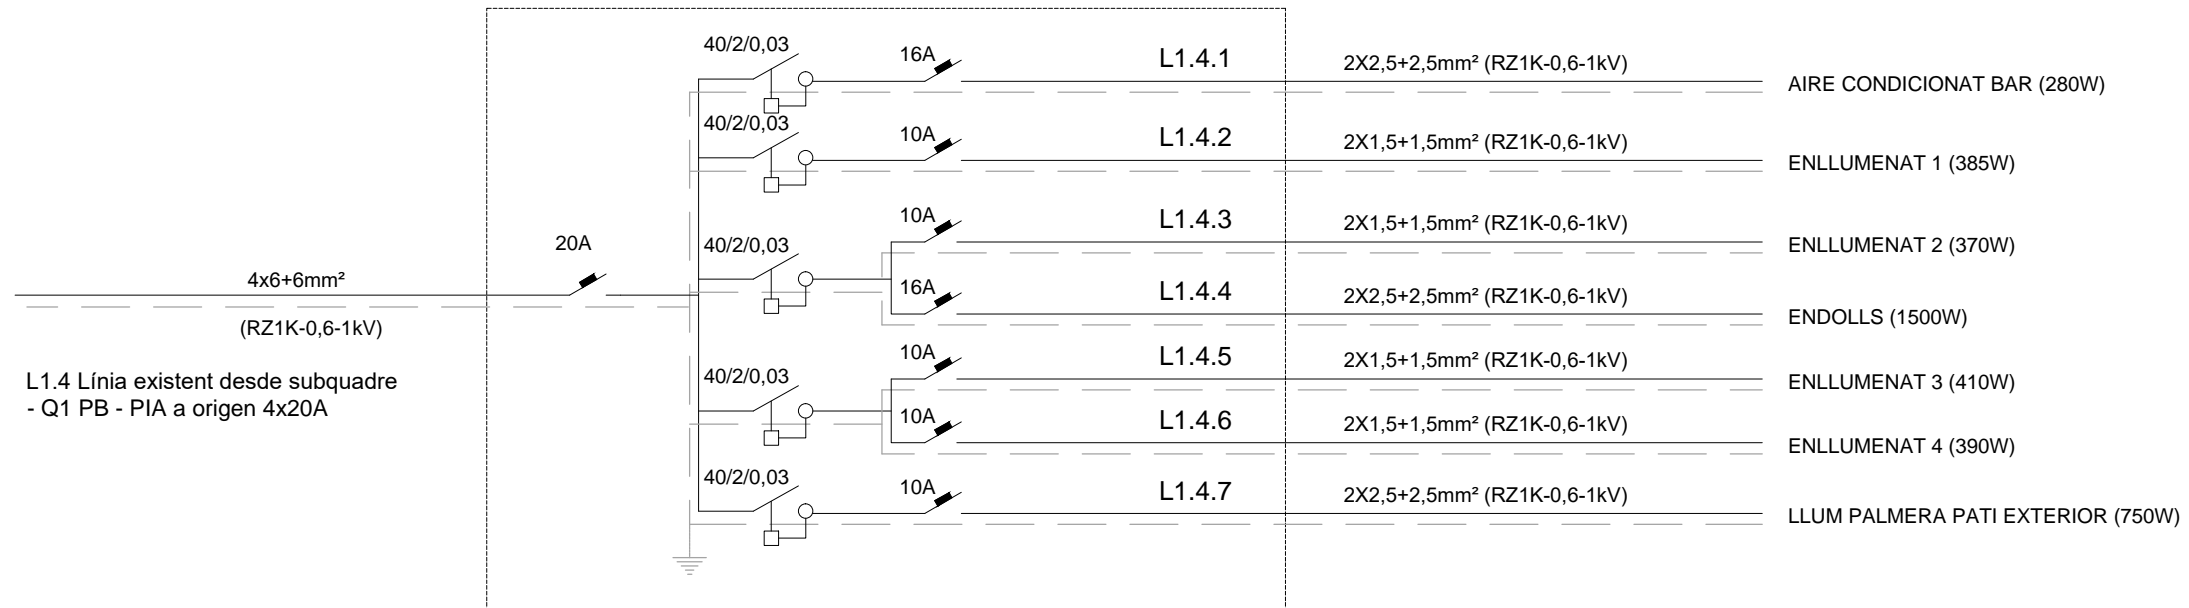 40/2/0,03
16A
L1.4.1
2X2,5+2,5mm² (RZ1K-0,6-1kV)
AIRE CONDICIONAT BAR (280W)
40/2/0,03
10A
L1.4.2
2X1,5+1,5mm² (RZ1K-0,6-1kV)
ENLLUMENAT 1 (385W)
10A
L1.4.3
2X1,5+1,5mm² (RZ1K-0,6-1kV)
ENLLUMENAT 2 (370W)
20A
40/2/0,03
4x6+6mm²
16A
L1.4.4
2X2,5+2,5mm² (RZ1K-0,6-1kV)
ENDOLLS (1500W)
(RZ1K-0,6-1kV)
10A
L1.4.5
2X1,5+1,5mm² (RZ1K-0,6-1kV)
ENLLUMENAT 3 (410W)
L1.4 Línia existent desde subquadre
- Q1 PB - PIA a origen 4x20A
40/2/0,03
10A
L1.4.6
2X1,5+1,5mm² (RZ1K-0,6-1kV)
ENLLUMENAT 4 (390W)
40/2/0,03
10A
L1.4.7
2X2,5+2,5mm² (RZ1K-0,6-1kV)
LLUM PALMERA PATI EXTERIOR (750W)